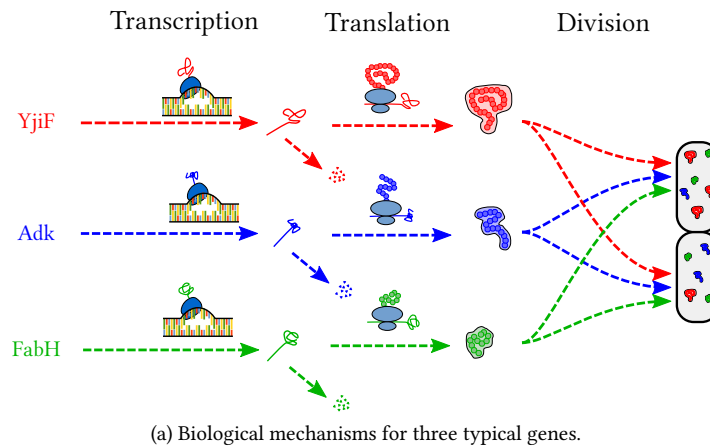 Transcription Translation Division
YjiF
Adk
FabH
(a) Biological mechanisms for three typical genes.